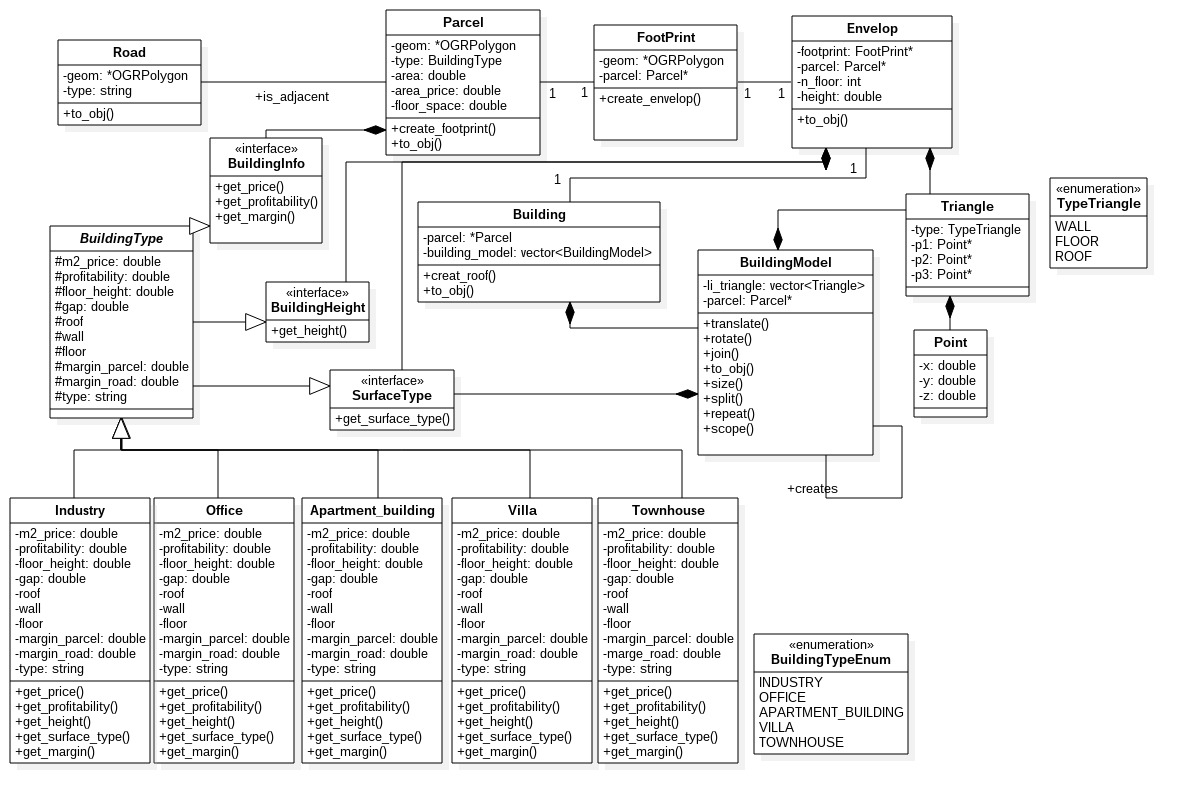 Road
-geom: *OGRPolygon
-type: string
+to_obj()
+is_adjacent
Parcel
-geom: *OGRPolygon
-type: BuildingType
-area: double
-area_price: double
-floor_space: double
+create_footprint()
+to_obj()
1
1
FootPrint
-geom: *OGRPolygon
-parcel: Parcel*
+create_envelop()
1
1
Envelop
-footprint: FootPrint*
-parcel: Parcel*
-n_floor: int
-height: double
+to_obj()
«interface»
BuildingInfo
+get_price()
+get_profitability()
+get_margin()
1
1
Building
-parcel: *Parcel
-building_model: vector<BuildingModel>
+creat_roof()
+to_obj()
Triangle
-type: TypeTriangle
-p1: Point*
-p2: Point*
-p3: Point*
«enumeration»
TypeTriangle
WALL
FLOOR
ROOF
BuildingType
#m2_price: double
#profitability: double
#floor_height: double
#gap: double
#roof
#wall
#floor
#margin_parcel: double
#margin_road: double
#type: string
«interface»
BuildingHeight
+get_height()
«interface»
SurfaceType
+get_surface_type()
BuildingModel
-li_triangle: vector<Triangle>
-parcel: Parcel*
+translate()
+rotate()
+join()
+to_obj()
+size()
+split()
+repeat()
+scope()
+creates
Point
-x: double
-y: double
-z: double
Industry
-m2_price: double
-profitability: double
-floor_height: double
-gap: double
-roof
-wall
-floor
-margin_parcel: double
-margin_road: double
-type: string
+get_price()
+get_profitability()
+get_height()
+get_surface_type()
+get_margin()
Office
-m2_price: double
-profitability: double
-floor_height: double
-gap: double
-roof
-wall
-floor
-margin_parcel: double
-margin_road: double
-type: string
+get_price()
+get_profitability()
+get_height()
+get_surface_type()
+get_margin()
Apartment_building
-m2_price: double
-profitability: double
-floor_height: double
-gap: double
-roof
-wall
-floor
-margin_parcel: double
-margin_road: double
-type: string
+get_price()
+get_profitability()
+get_height()
+get_surface_type()
+get_margin()
Villa
-m2_price: double
-profitability: double
-floor_height: double
-gap: double
-roof
-wall
-floor
-margin_parcel: double
-margin_road: double
-type: string
+get_price()
+get_profitability()
+get_height()
+get_surface_type()
+get_margin()
Townhouse
-m2_price: double
-profitability: double
-floor_height: double
-gap: double
-roof
-wall
-floor
-margin_parcel: double
-marge_road: double
-type: string
+get_price()
+get_profitability()
+get_height()
+get_surface_type()
+get_margin()
«enumeration»
BuildingTypeEnum
INDUSTRY
OFFICE
APARTMENT_BUILDING
VILLA
TOWNHOUSE